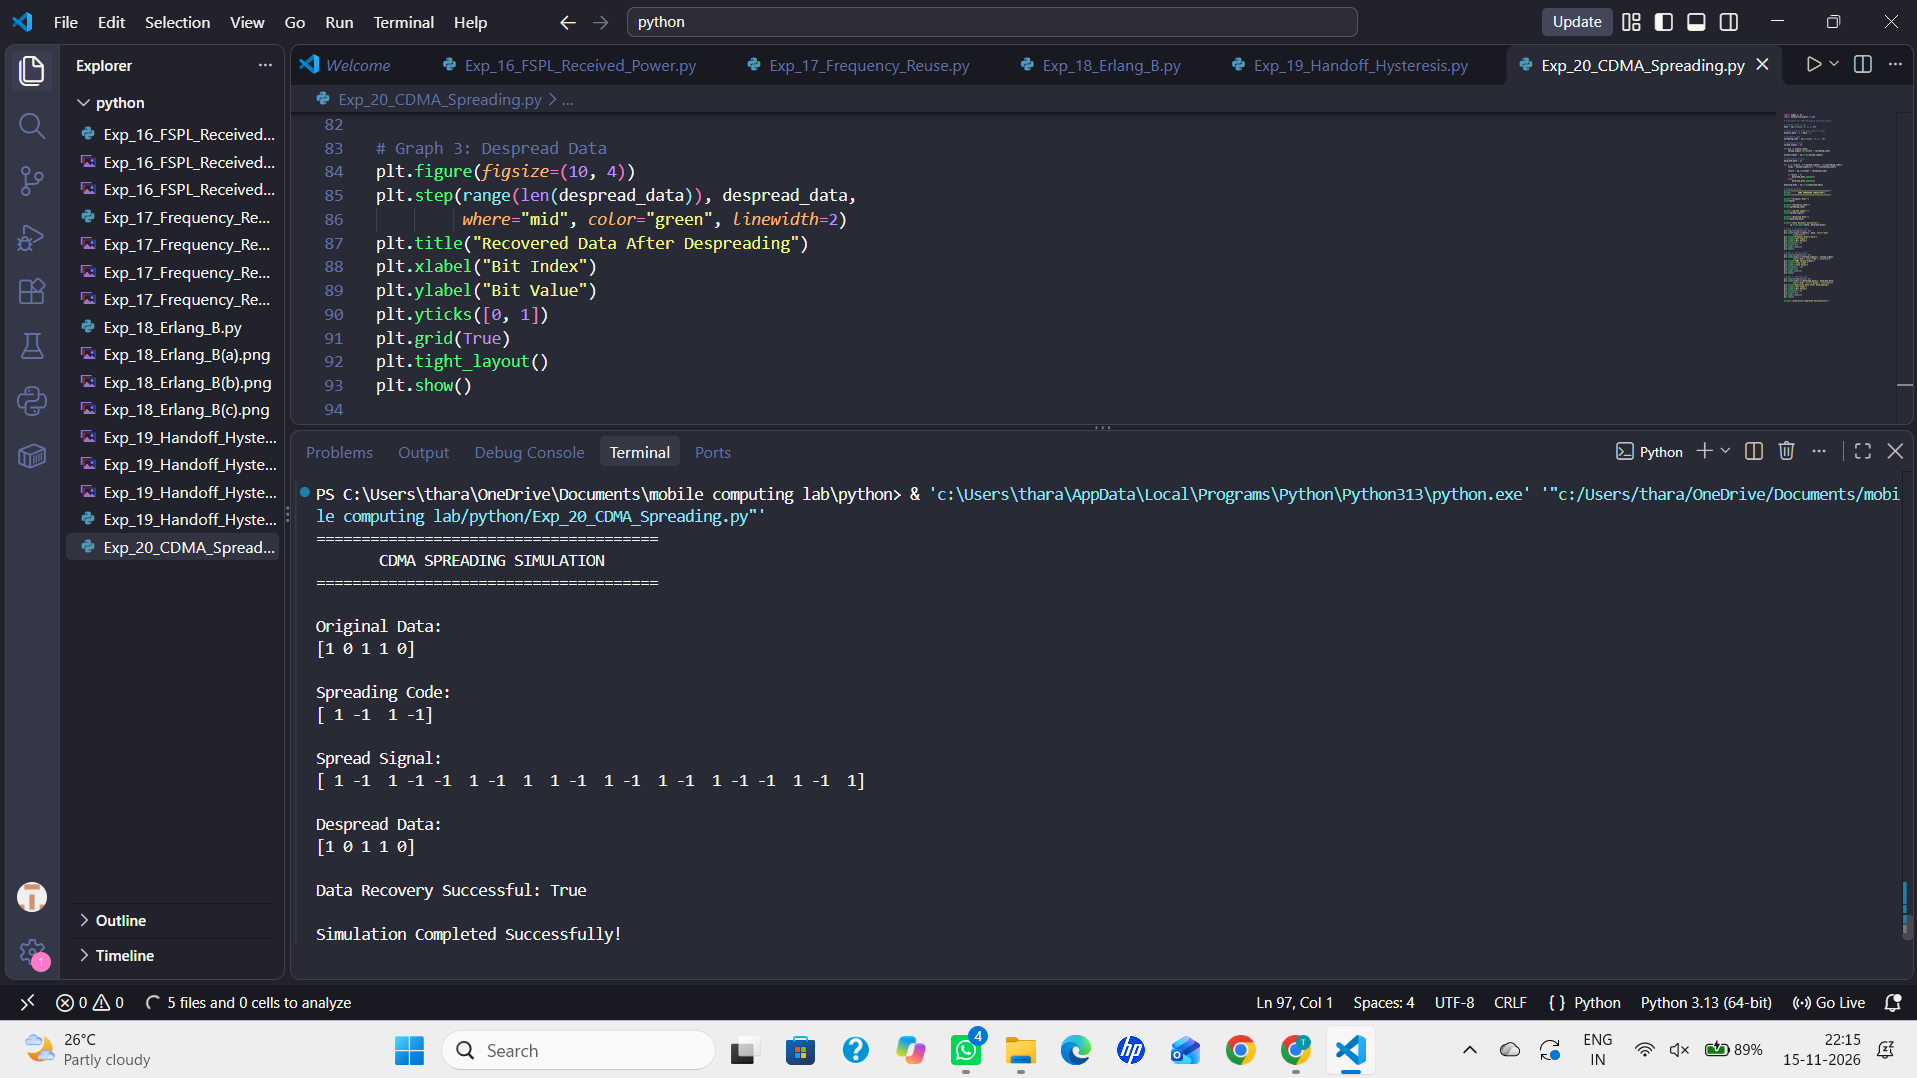 File Edit Selection View Go Run Terminal Help
python
Update
Explorer
python
Exp_16_FSPL_Received...
Exp_16_FSPL_Received...
Exp_16_FSPL_Received...
Exp_17_Frequency_Re...
Exp_17_Frequency_Re...
Exp_17_Frequency_Re...
Exp_17_Frequency_Re...
Exp_18_Erlang_B.py
Exp_18_Erlang_B(a).png
Exp_18_Erlang_B(b).png
Exp_18_Erlang_B(c).png
Exp_19_Handoff_Hyste...
Exp_19_Handoff_Hyste...
Exp_19_Handoff_Hyste...
Exp_19_Handoff_Hyste...
Exp_20_CDMA_Spread...
Outline
Timeline
1
Welcome Exp_16_FSPL_Received_Power.py Exp_17_Frequency_Reuse.py Exp_18_Erlang_B.py Exp_19_Handoff_Hysteresis.py Exp_20_CDMA_Spreading.py
Exp_20_CDMA_Spreading.py > ...
82
83 # Graph 3: Despread Data
84 plt.figure(figsize=(10, 4))
85 plt.step(range(len(despread_data)), despread_data,
86 where="mid", color="green", linewidth=2)
87 plt.title("Recovered Data After Despreading")
88 plt.xlabel("Bit Index")
89 plt.ylabel("Bit Value")
90 plt.yticks([0, 1])
91 plt.grid(True)
92 plt.tight_layout()
93 plt.show()
94
Problems Output Debug Console Terminal Ports
Python
PS C:\Users\thara\OneDrive\Documents\mobile computing lab\python> & 'c:\Users\thara\AppData\Local\Programs\Python\Python313\python.exe' '"c:/Users/thara/OneDrive/Documents/mobi
le computing lab/python/Exp_20_CDMA_Spreading.py"'
======================================
CDMA SPREADING SIMULATION
======================================
Original Data:
[1 0 1 1 0]
Spreading Code:
[ 1 -1  1 -1]
Spread Signal:
[ 1 -1  1 -1 -1  1 -1  1  1 -1  1 -1  1 -1  1 -1 -1  1 -1  1]
Despread Data:
[1 0 1 1 0]
Data Recovery Successful: True
Simulation Completed Successfully!
0 0 5 files and 0 cells to analyze
Ln 97, Col 1 Spaces: 4 UTF-8 CRLF { } Python Python 3.13 (64-bit) Go Live
26°C
Partly cloudy
Search
4
ENG
IN
89%
22:15
15-11-2026